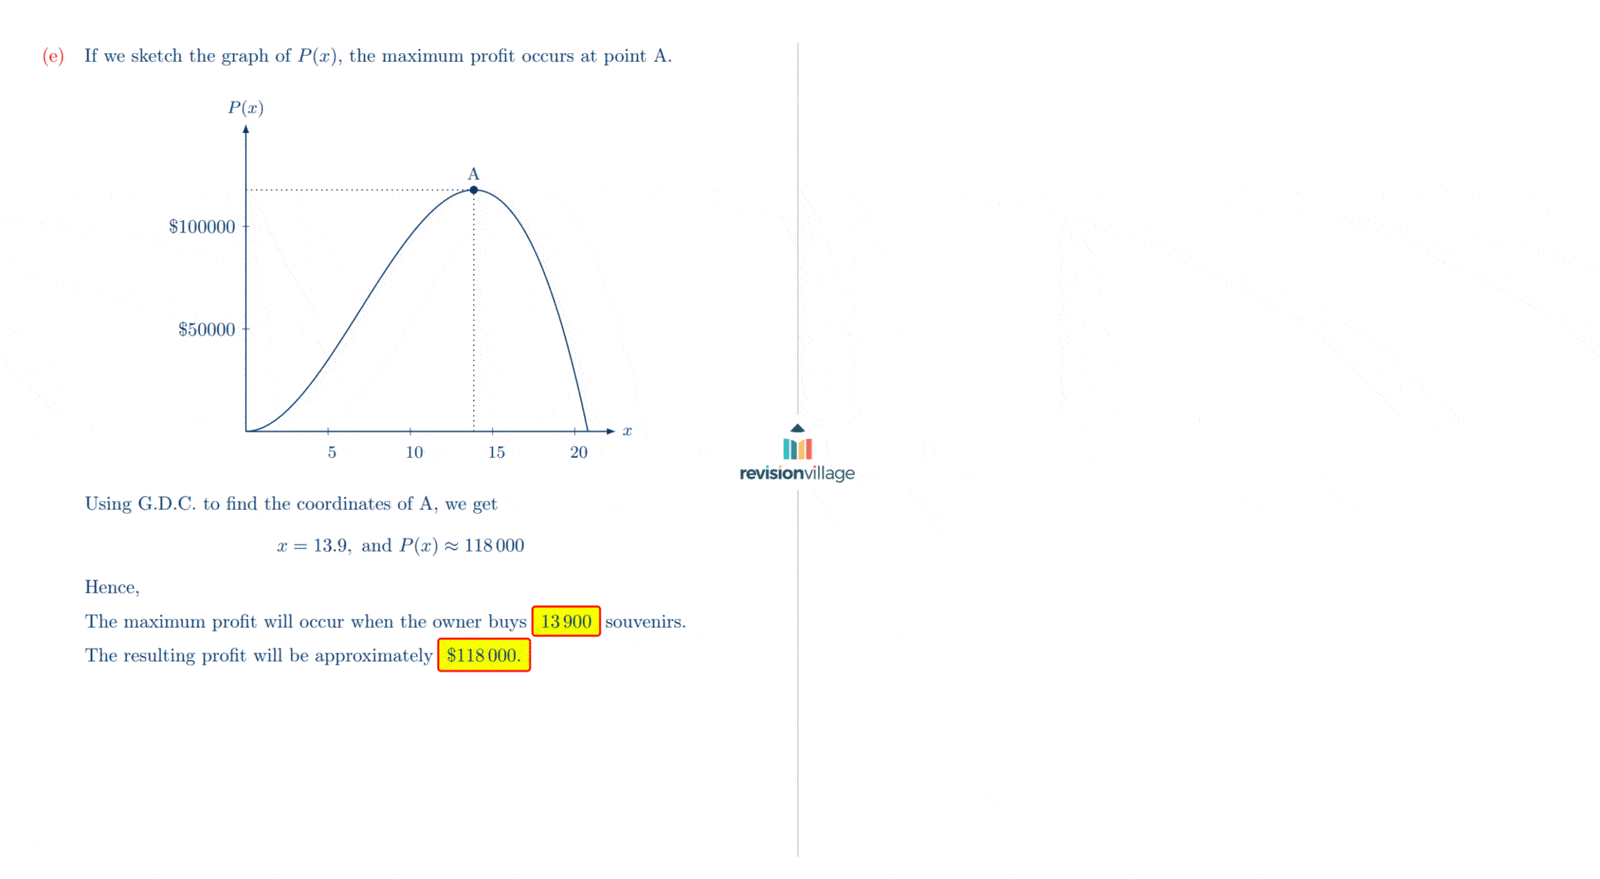 (e) If we sketch the graph of P(x), the maximum profit occurs at point A.
P(x)
A
$100000
$50000
x
5 10 15 20
revisionvillage
Using G.D.C. to find the coordinates of A, we get
x = 13.9, and P(x) ≈ 118 000
Hence,
The maximum profit will occur when the owner buys 13 900 souvenirs.
The resulting profit will be approximately $118 000.